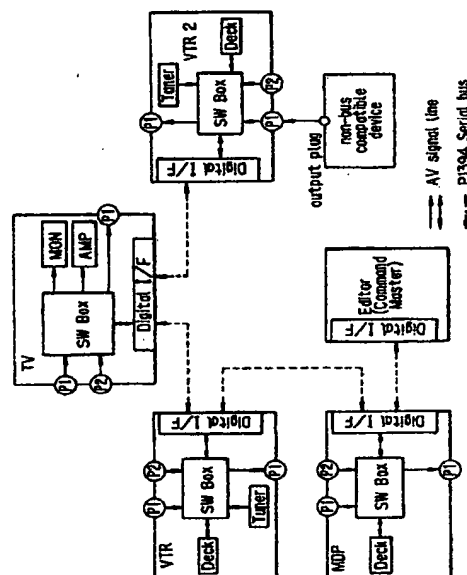 TV
MON
AMP
SW Box
P1
P2
P1
Digital I/F
VTR 2
Tuner
Deck
SW Box
P1
P1
P2
Digital I/F
output plug
non-bus
compatible
device
VTR
P1
P2
SW Box
Deck
Tuner
P1
Digital I/F
MDP
P1
P2
SW Box
Deck
P1
Digital I/F
Editor
(Command
Master)
Digital I/F
AV signal line
P1394 Serial bus